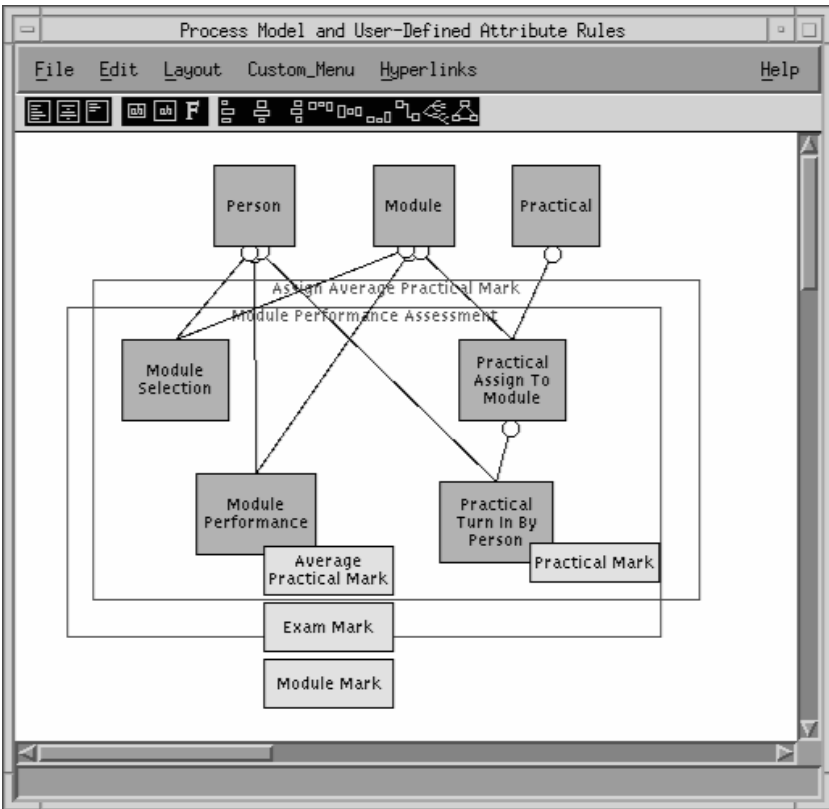 Process Model and User-Defined Attribute Rules
File Edit Layout Custom_Menu Hyperlinks Help
ab ab F
Person
Module
Practical
Assign Average Practical Mark
Module Performance Assessment
Module
Selection
Practical
Assign To
Module
Module
Performance
Practical
Turn In By
Person
Average
Practical Mark
Practical Mark
Exam Mark
Module Mark